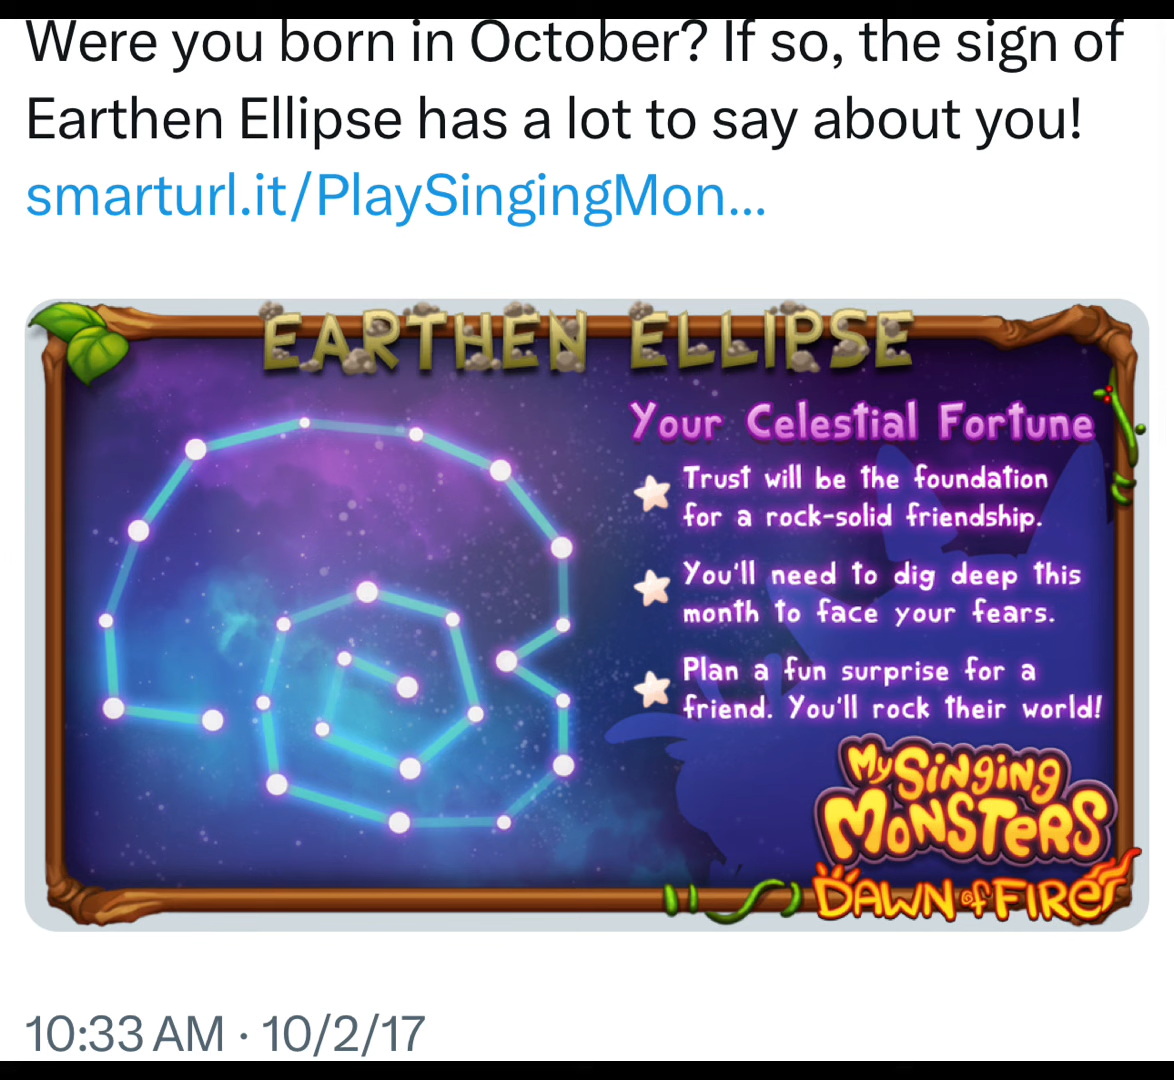 Were you born in October? If so, the sign of
Earthen Ellipse has a lot to say about you!
smarturl.it/PlaySingingMon...
EARTHEN ELLIPSE
Your Celestial Fortune
Trust will be the foundation
for a rock-solid friendship.
You'll need to dig deep this
month to face your fears.
Plan a fun surprise for a
friend. You'll rock their world!
My Singing
Monsters
DAWN of FIRE
10:33 AM · 10/2/17